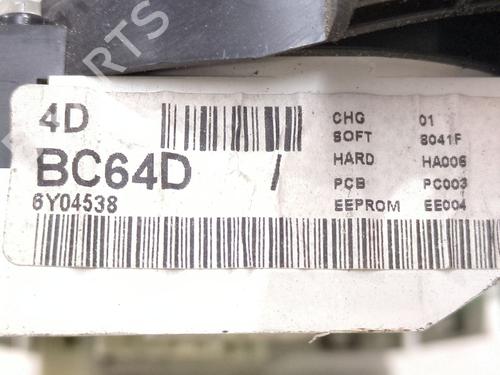 4D
BC64D /
6Y04538
CHG 01
SOFT 8041F
HARD HA006
PCB PC003
EEPROM EE004